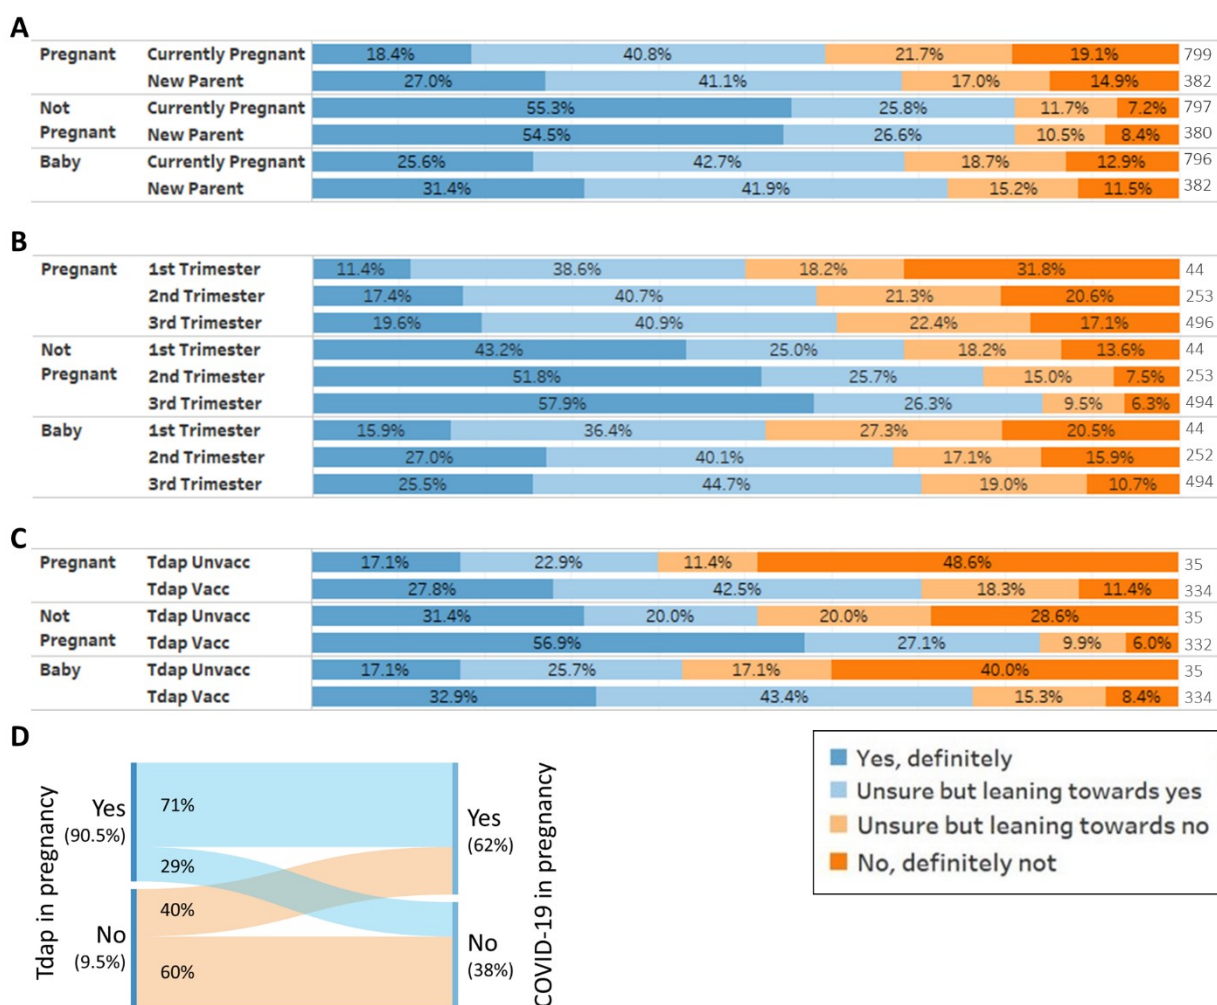 A
Pregnant Currently Pregnant 18.4% 40.8% 21.7% 19.1% 799
New Parent 27.0% 41.1% 17.0% 14.9% 382
Not Currently Pregnant 55.3% 25.8% 11.7% 7.2% 797
Pregnant New Parent 54.5% 26.6% 10.5% 8.4% 380
Baby Currently Pregnant 25.6% 42.7% 18.7% 12.9% 796
New Parent 31.4% 41.9% 15.2% 11.5% 382
B
Pregnant 1st Trimester 11.4% 38.6% 18.2% 31.8% 44
2nd Trimester 17.4% 40.7% 21.3% 20.6% 253
3rd Trimester 19.6% 40.9% 22.4% 17.1% 496
Not 1st Trimester 43.2% 25.0% 18.2% 13.6% 44
Pregnant 2nd Trimester 51.8% 25.7% 15.0% 7.5% 253
3rd Trimester 57.9% 26.3% 9.5% 6.3% 494
Baby 1st Trimester 15.9% 36.4% 27.3% 20.5% 44
2nd Trimester 27.0% 40.1% 17.1% 15.9% 252
3rd Trimester 25.5% 44.7% 19.0% 10.7% 494
C
Pregnant Tdap Unvacc 17.1% 22.9% 11.4% 48.6% 35
Tdap Vacc 27.8% 42.5% 18.3% 11.4% 334
Not Tdap Unvacc 31.4% 20.0% 20.0% 28.6% 35
Pregnant Tdap Vacc 56.9% 27.1% 9.9% 6.0% 332
Baby Tdap Unvacc 17.1% 25.7% 17.1% 40.0% 35
Tdap Vacc 32.9% 43.4% 15.3% 8.4% 334
D
Tdap in pregnancy
Yes
(90.5%)
No
(9.5%)
71%
29%
40%
60%
Yes
(62%)
No
(38%)
COVID-19 in pregnancy
Yes, definitely
Unsure but leaning towards yes
Unsure but leaning towards no
No, definitely not